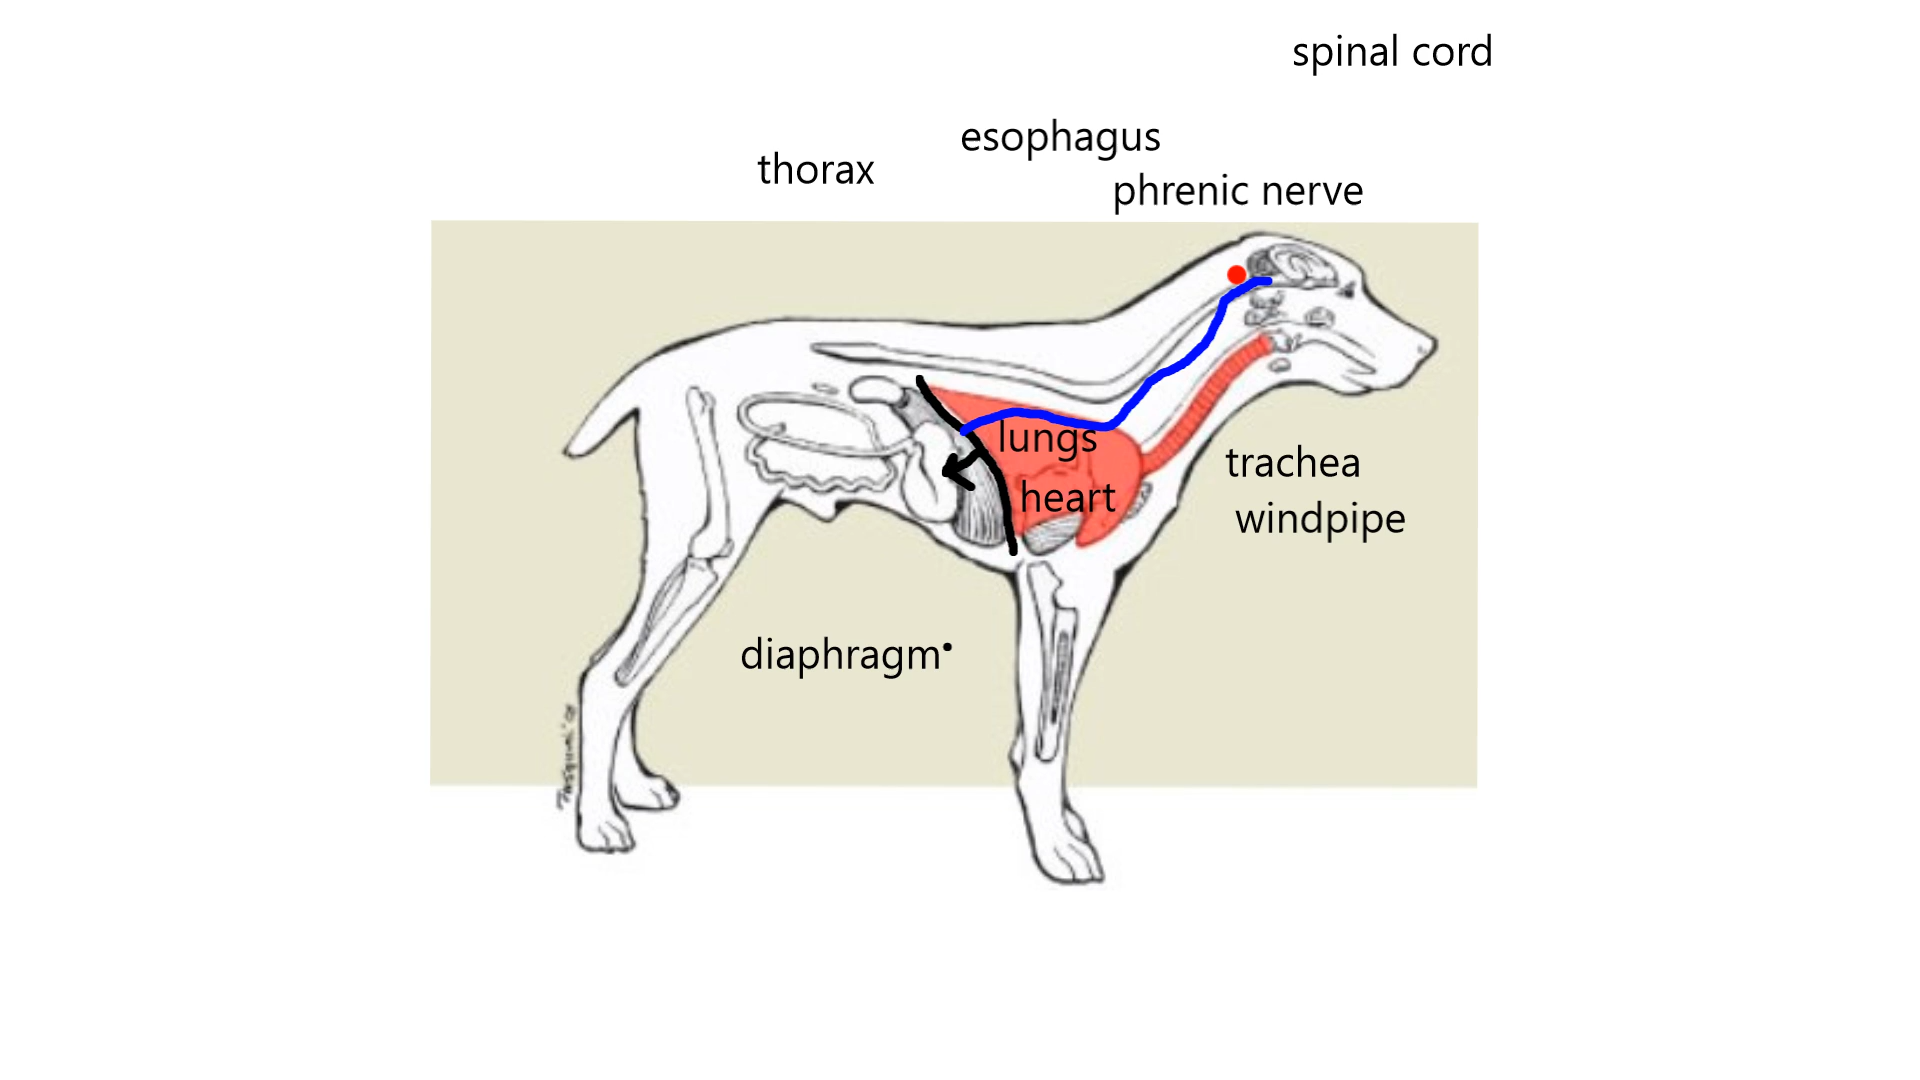 spinal cord
esophagus
thorax
phrenic nerve
lungs
trachea
heart
windpipe
diaphragm